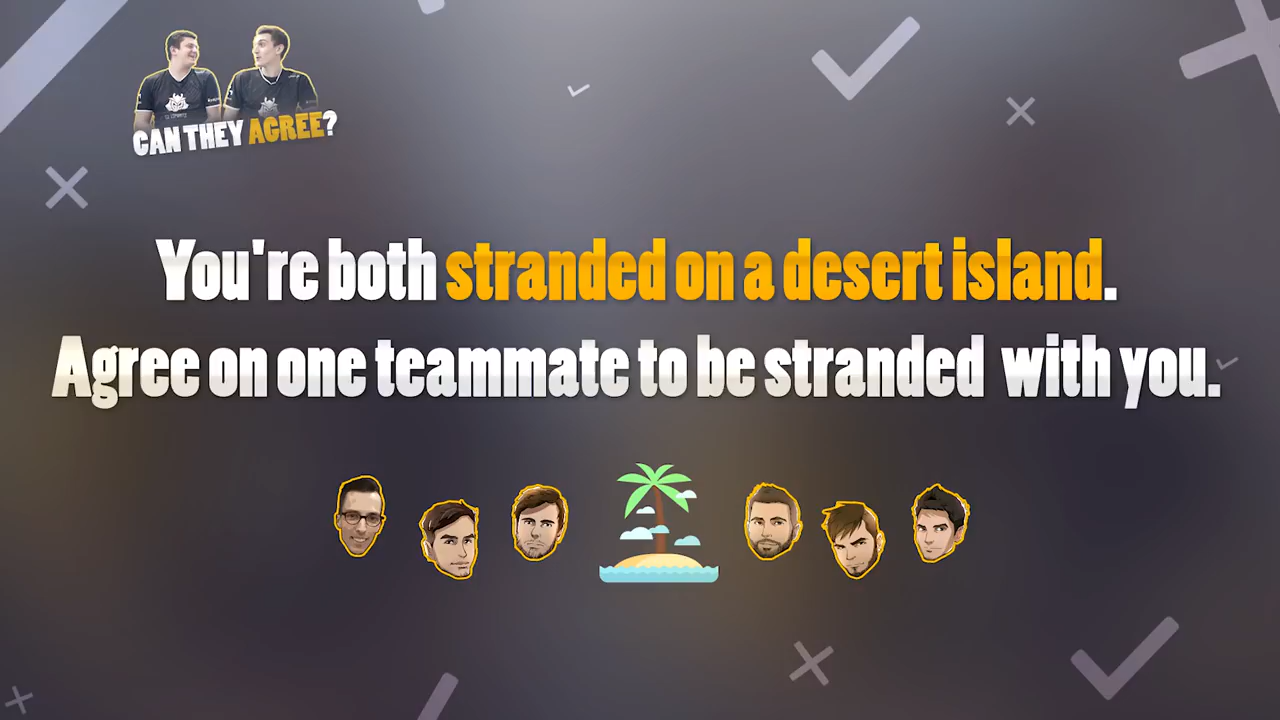 CAN THEY AGREE?
You're both stranded on a desert island.
Agree on one teammate to be stranded with you.